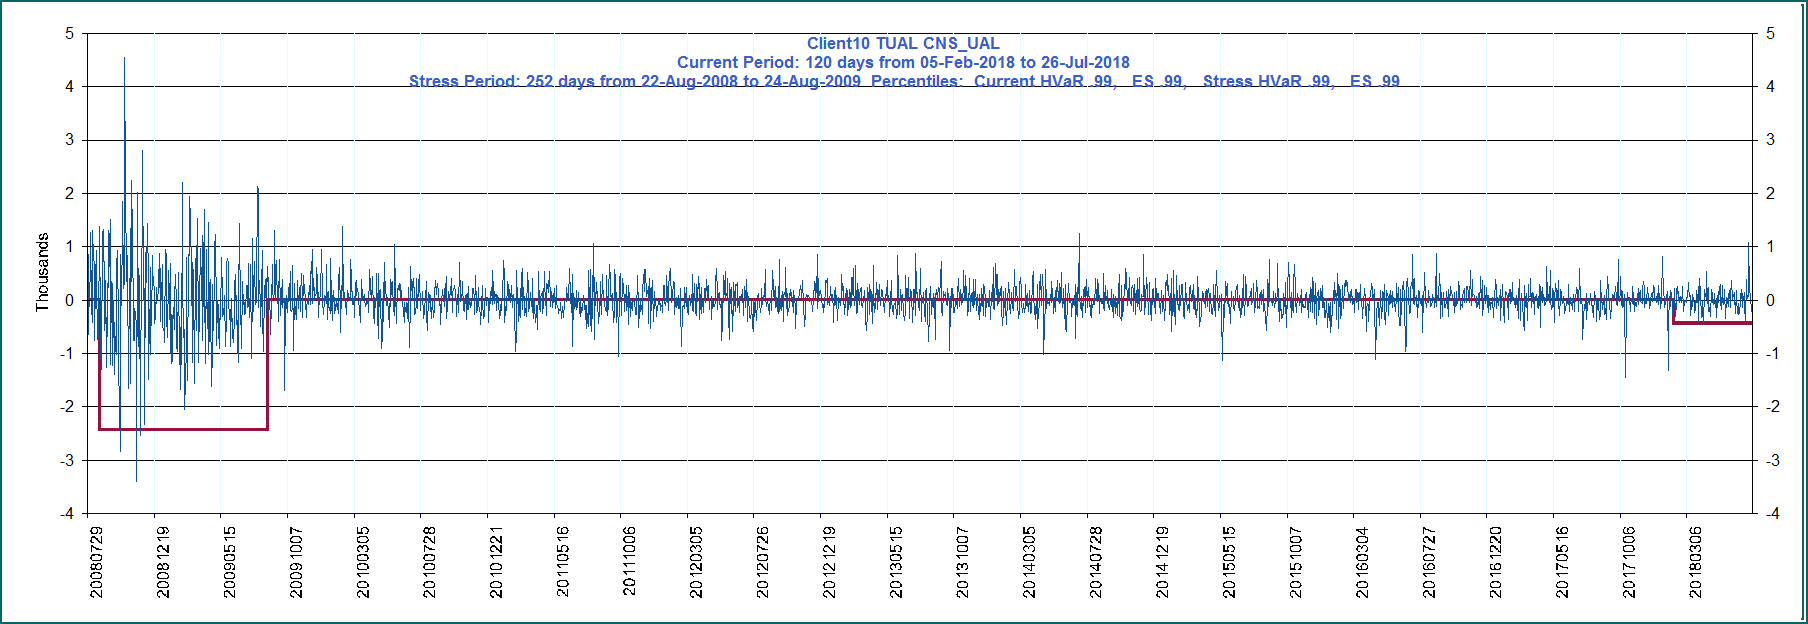 Client10 TUAL CNS_UAL
Current Period: 120 days from 05-Feb-2018 to 26-Jul-2018
Stress Period: 252 days from 22-Aug-2008 to 24-Aug-2009 Percentiles: Current HVaR .99, ES .99, Stress HVaR .99, ES .99
5 5
4 4
3 3
2 2
1 1
0 0
-1 -1
-2 -2
-3 -3
-4 -4
Thousands
20080729 20081219 20090515 20091007 20100305 20100728 20101221 20110516 20111006 20120305 20120726 20121219 20130515 20131007 20140305 20140728 20141219 20150515 20151007 20160304 20160727 20161220 20170516 20171006 20180306